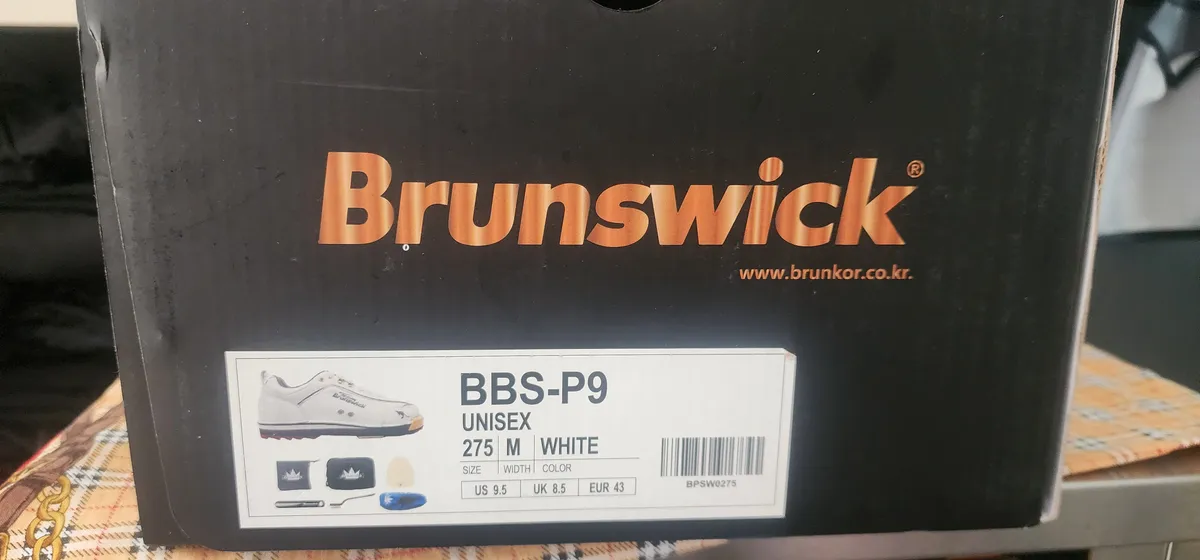 Brunswick®
www.brunkor.co.kr.
BBS-P9
UNISEX
275 M WHITE
SIZE WIDTH COLOR
US 9.5 UK 8.5 EUR 43
BPSW0275